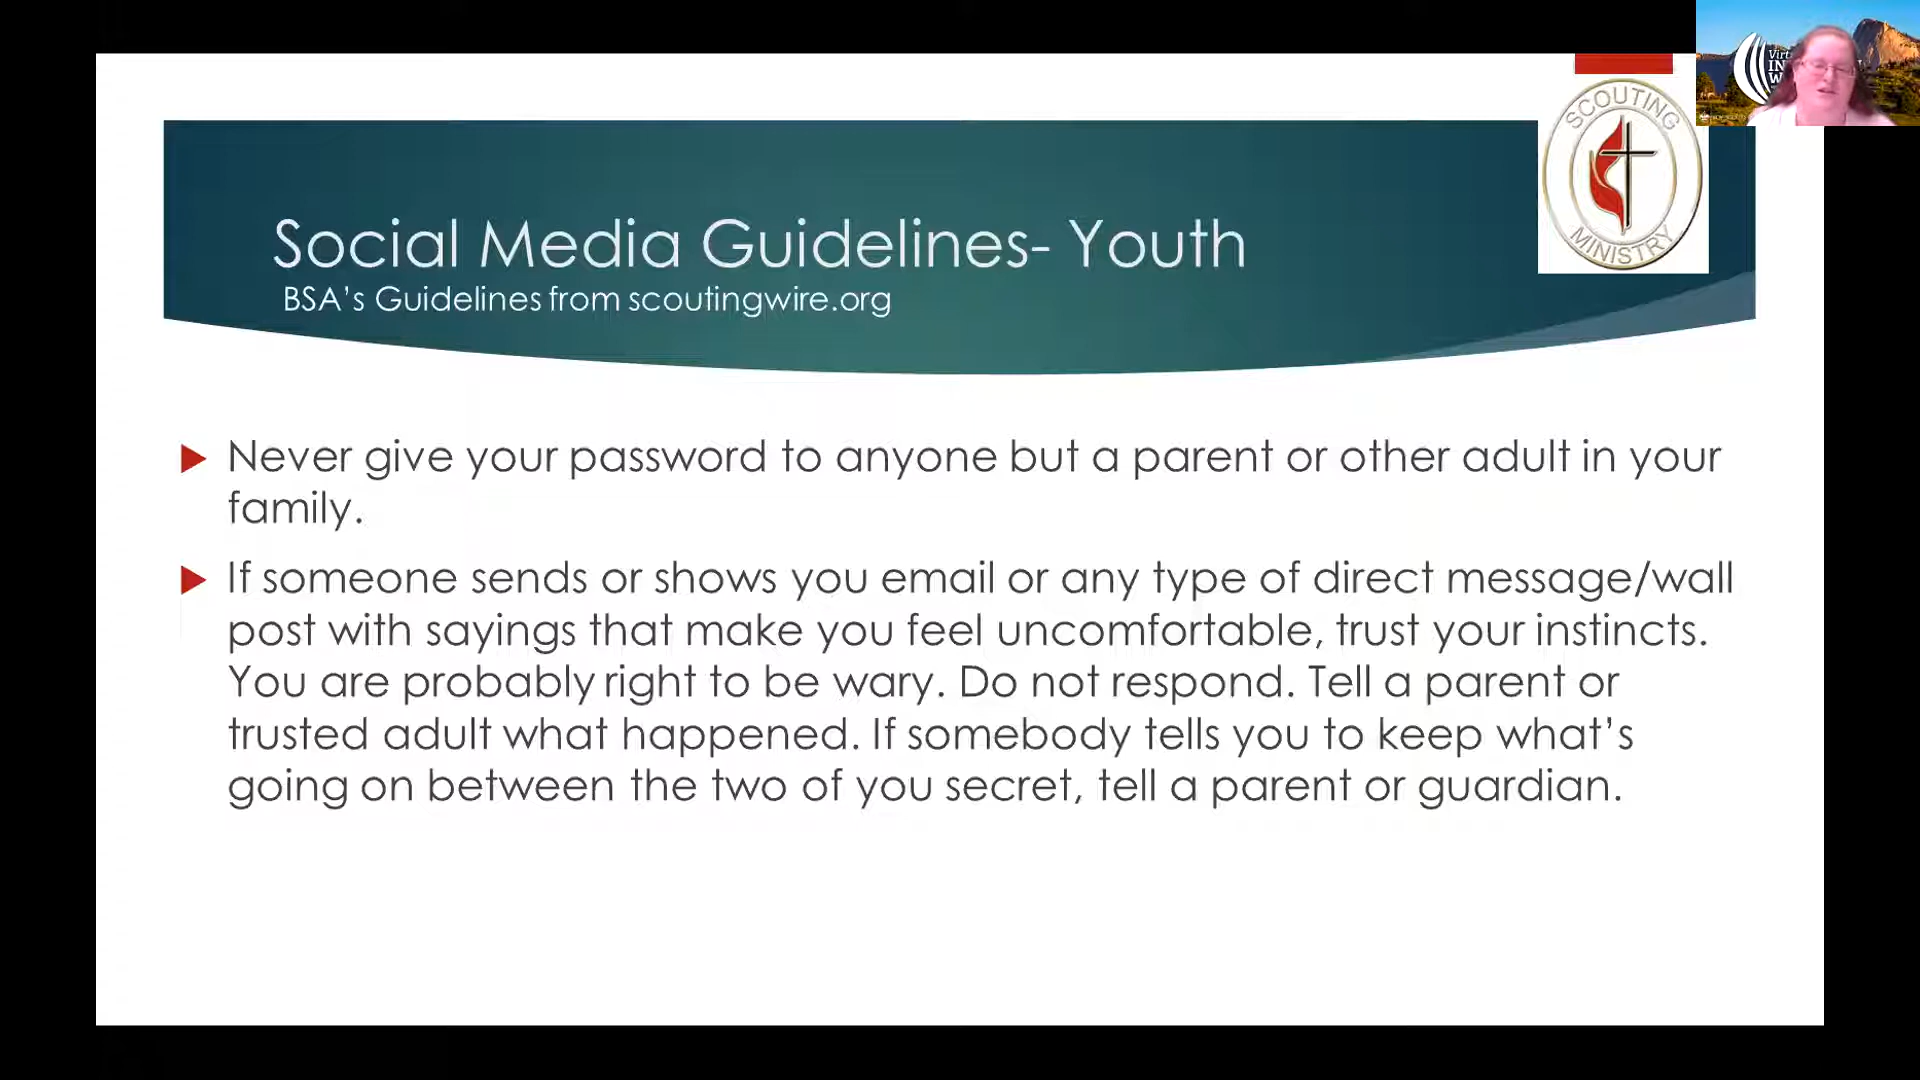 Social Media Guidelines- Youth
BSA's Guidelines from scoutingwire.org
SCOUTING
MINISTRY
Never give your password to anyone but a parent or other adult in your
family.
If someone sends or shows you email or any type of direct message/wall
post with sayings that make you feel uncomfortable, trust your instincts.
You are probably right to be wary. Do not respond. Tell a parent or
trusted adult what happened. If somebody tells you to keep what's
going on between the two of you secret, tell a parent or guardian.